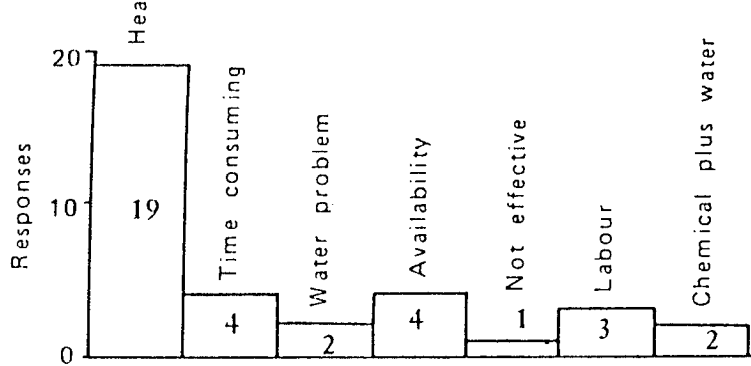 Hea
Time consuming
Water problem
Availability
Not effective
Labour
Chemical plus water
Responses
20
10
0
19
4
2
4
1
3
2